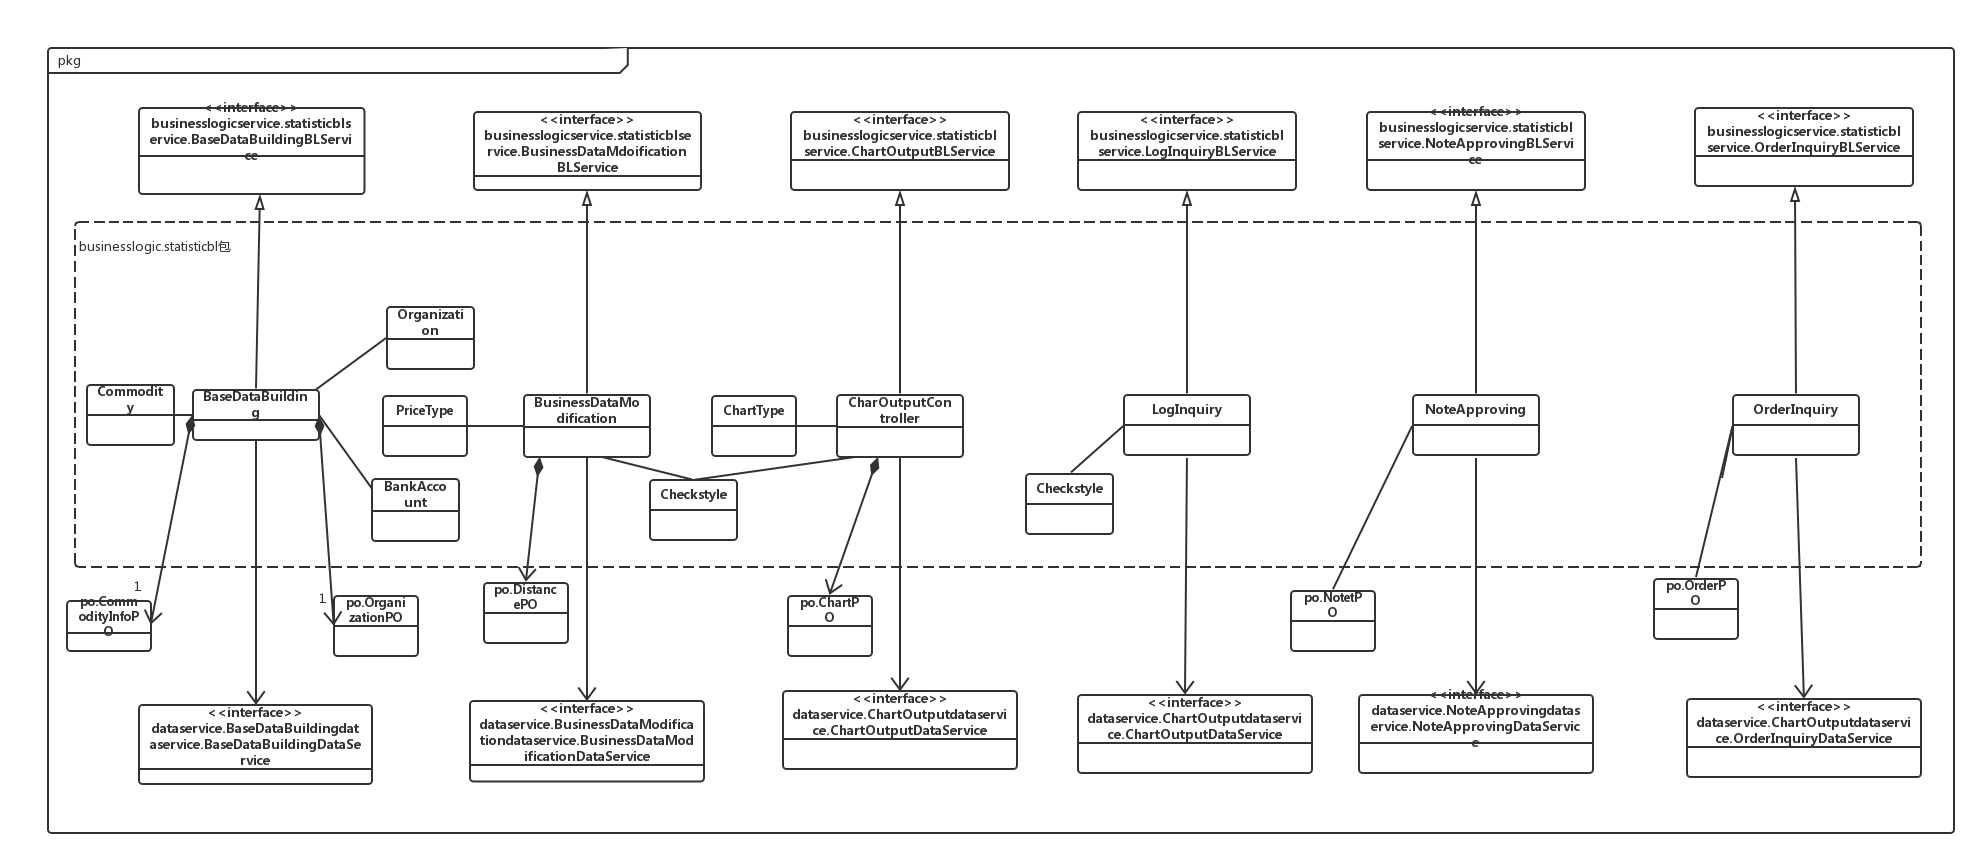 pkg
<<interface>>
businesslogicservice.statisticbls
ervice.BaseDataBuildingBLServi
ce
<<interface>>
businesslogicservice.statisticblse
rvice.BusinessDataMdoification
BLService
<<interface>>
businesslogicservice.statisticbl
service.ChartOutputBLService
<<interface>>
businesslogicservice.statisticbl
service.LogInquiryBLService
<<interface>>
businesslogicservice.statisticbl
service.NoteApprovingBLServi
ce
<<interface>>
businesslogicservice.statisticbl
service.OrderInquiryBLService
businesslogic.statisticbl包
Organizati
on
Commodit
y
BaseDataBuildin
g
PriceType
BusinessDataMo
dification
ChartType
CharOutputCon
troller
LogInquiry
NoteApproving
OrderInquiry
BankAcco
unt
Checkstyle
Checkstyle
1
1
po.Comm
odityInfoP
O
po.Organi
zationPO
po.Distanc
ePO
po.ChartP
O
po.NotetP
O
po.OrderP
O
<<interface>>
dataservice.BaseDataBuildingdat
aservice.BaseDataBuildingDataSe
rvice
<<interface>>
dataservice.BusinessDataModifica
tiondataservice.BusinessDataMod
ificationDataService
<<interface>>
dataservice.ChartOutputdataservi
ce.ChartOutputDataService
<<interface>>
dataservice.ChartOutputdataservi
ce.ChartOutputDataService
<<interface>>
dataservice.NoteApprovingdatas
ervice.NoteApprovingDataServic
e
<<interface>>
dataservice.ChartOutputdataservi
ce.OrderInquiryDataService